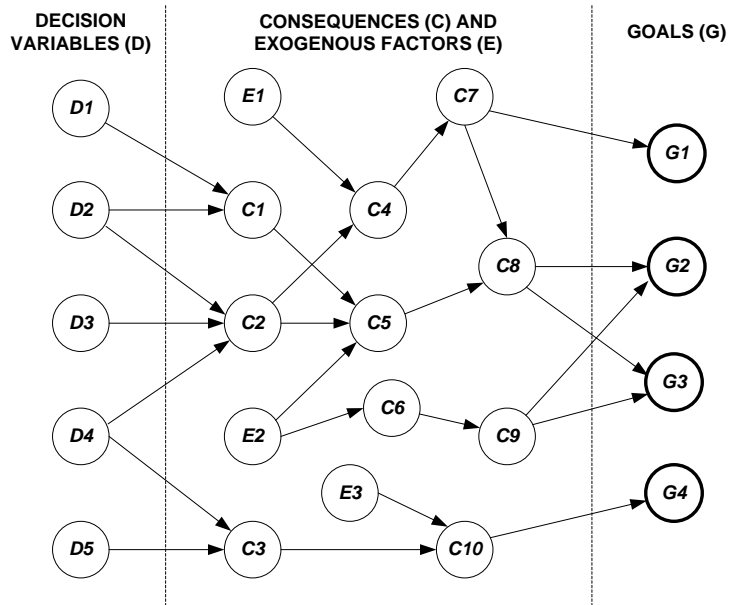 DECISION
VARIABLES (D)
CONSEQUENCES (C) AND
EXOGENOUS FACTORS (E)
GOALS (G)
D1
E1
C7
G1
D2
C1
C4
C8
G2
D3
C2
C5
G3
D4
E2
C6
C9
E3
G4
D5
C3
C10